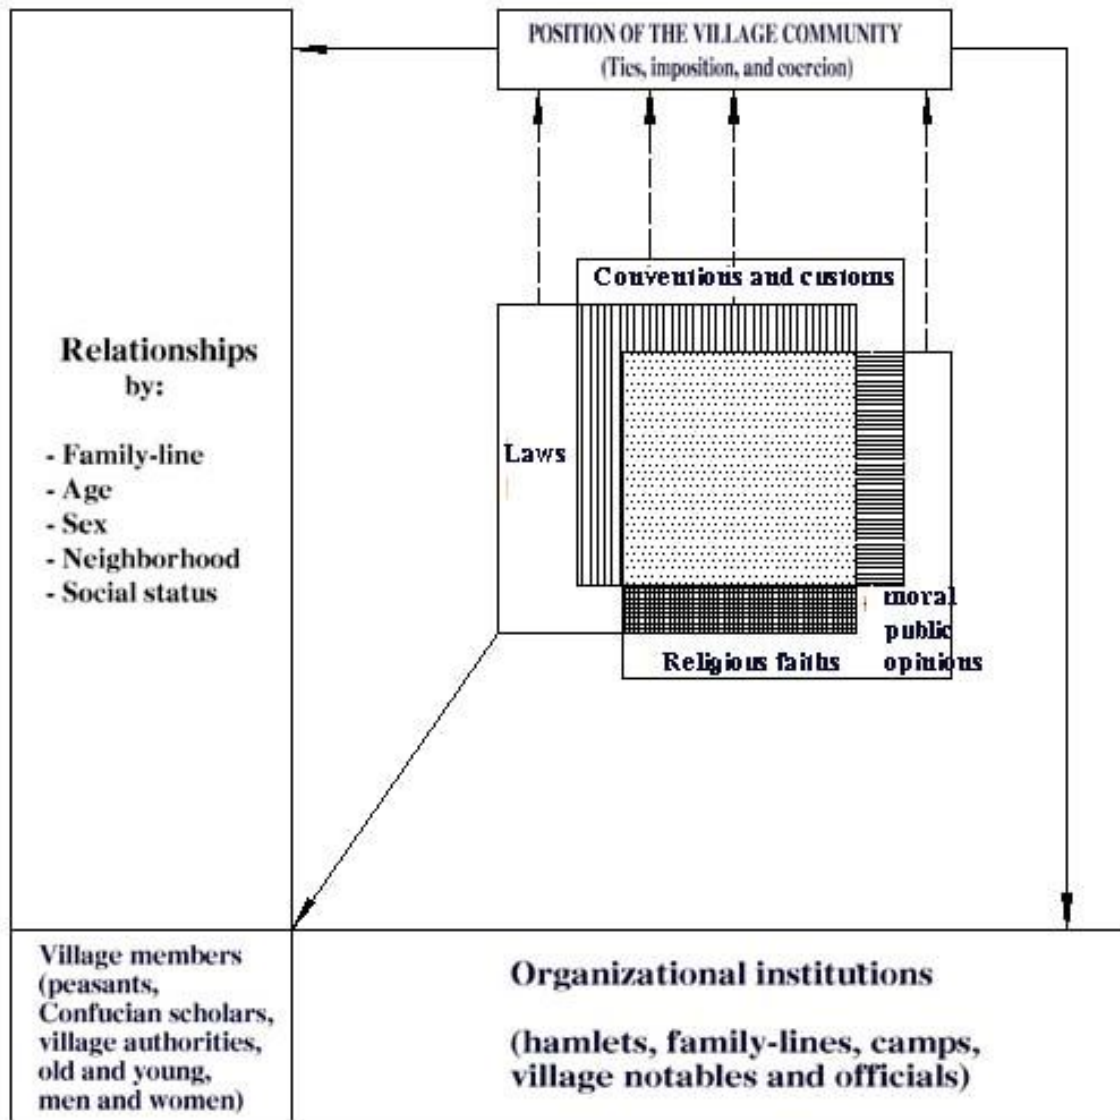 POSITION OF THE VILLAGE COMMUNITY
(Ties, imposition, and coercion)
Conventions and customs
Relationships
by:
- Family-line
- Age
- Sex
- Neighborhood
- Social status
Laws
moral
public
opinions
Religious faiths
Village members
(peasants,
Confucian scholars,
village authorities,
old and young,
men and women)
Organizational institutions
(hamlets, family-lines, camps,
village notables and officials)